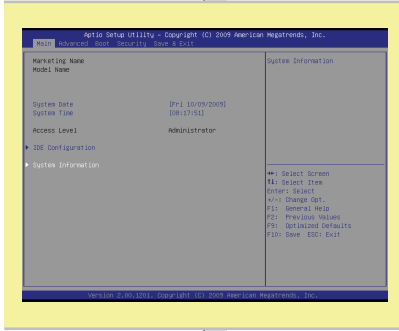 Aptio Setup Utility - Copyright (C) 2009 American Megatrends, Inc.
Main Advanced Boot Security Save & Exit
Marketing Name
Model Name
System Date [Fri 10/09/2009]
System Time [08:17:51]
Access Level Administrator
IDE Configuration
System Information
System Information
↔: Select Screen
↑↓: Select Item
Enter: Select
+/-: Change Opt.
F1: General Help
F2: Previous Values
F9: Optimized Defaults
F10: Save ESC: Exit
Version 2.00.1201. Copyright (C) 2009 American Megatrends, Inc.